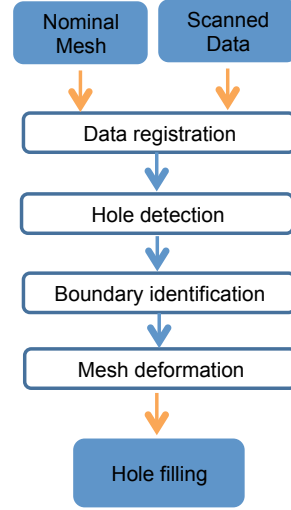 Nominal
Mesh
Scanned
Data
Data registration
Hole detection
Boundary identification
Mesh deformation
Hole filling